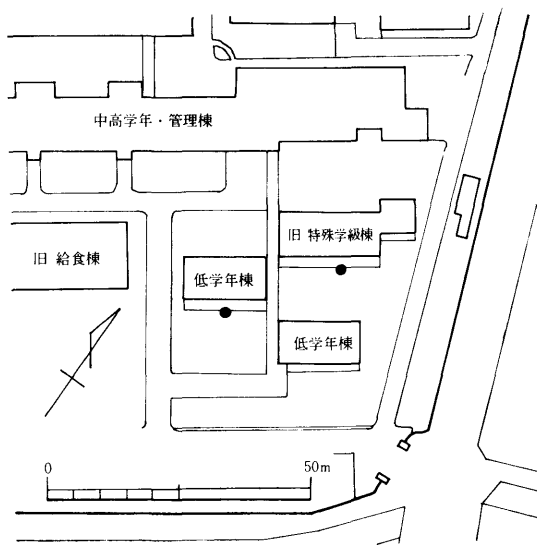 中高学年・管理棟
旧 特殊学級棟
旧 給食棟
低学年棟
低学年棟
0
50m